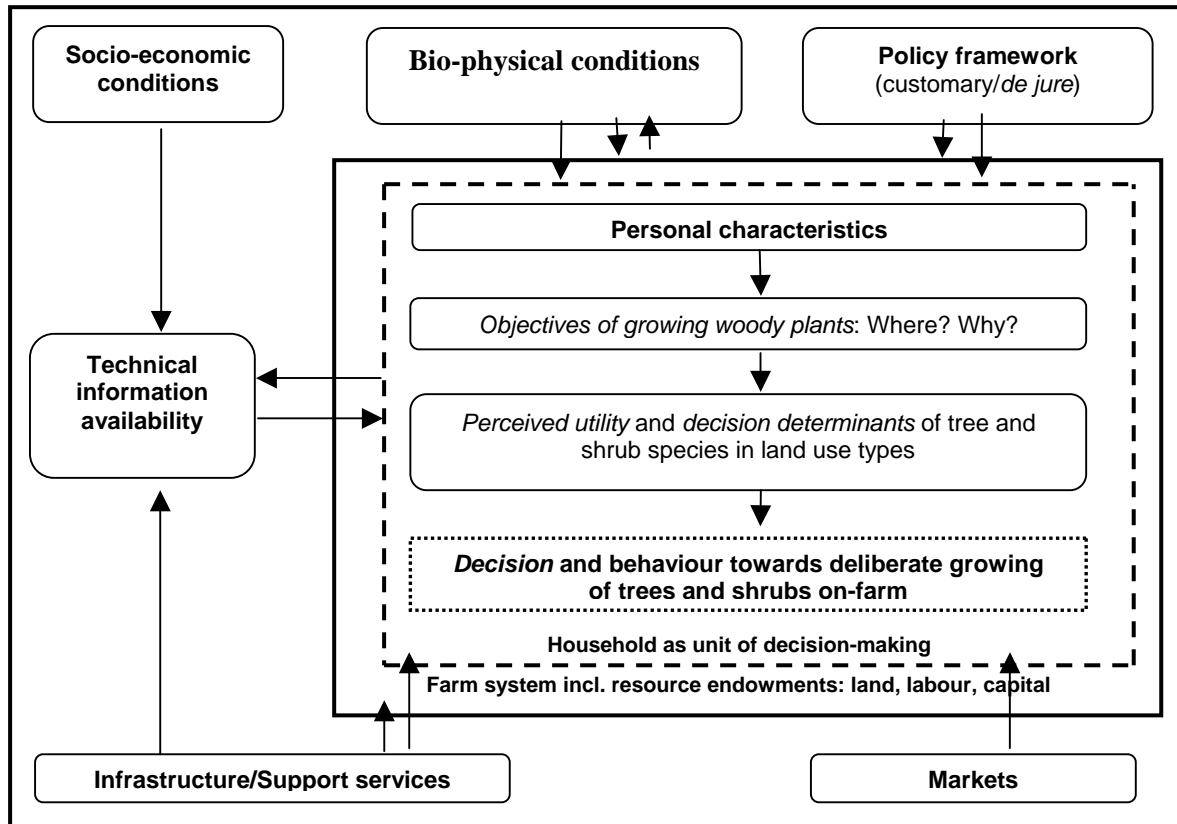 Socio-economic
conditions
Bio-physical conditions
Policy framework
(customary/de jure)
Personal characteristics
Objectives of growing woody plants: Where? Why?
Technical
information
availability
Perceived utility and decision determinants of tree and
shrub species in land use types
Decision and behaviour towards deliberate growing
of trees and shrubs on-farm
Household as unit of decision-making
Farm system incl. resource endowments: land, labour, capital
Infrastructure/Support services
Markets